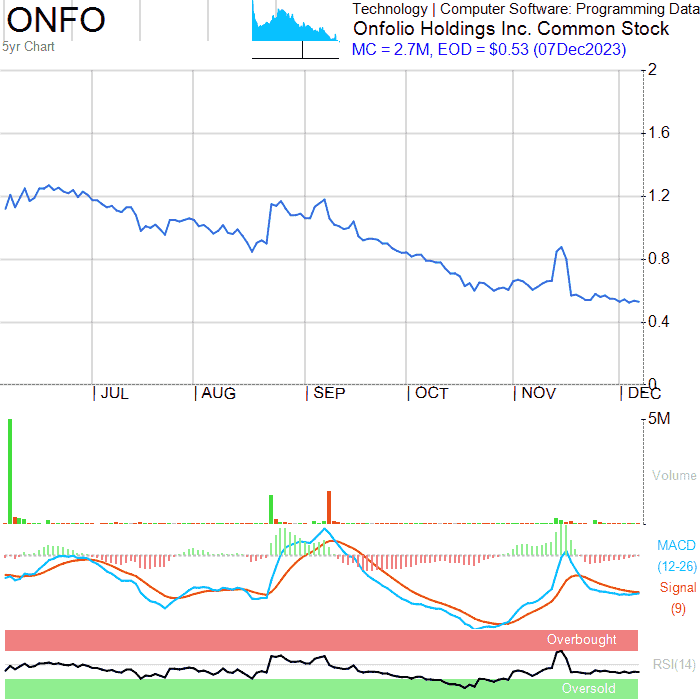 ONFO
5yr Chart
Technology | Computer Software: Programming Data
Onfolio Holdings Inc. Common Stock
MC = 2.7M, EOD = $0.53 (07Dec2023)
2
1.6
1.2
0.8
0.4
0
JUL AUG SEP OCT NOV DEC
5M
Volume
MACD
(12-26)
Signal
(9)
Overbought
RSI(14)
Oversold